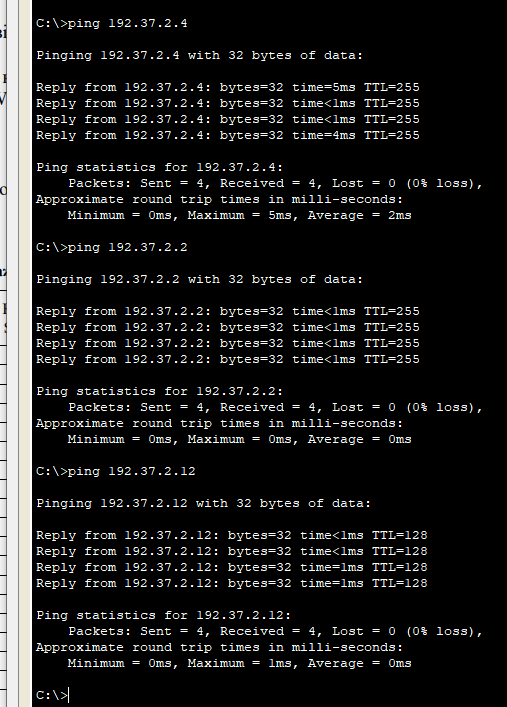 C:\>ping 192.37.2.4
Pinging 192.37.2.4 with 32 bytes of data:
Reply from 192.37.2.4: bytes=32 time=5ms TTL=255
Reply from 192.37.2.4: bytes=32 time<1ms TTL=255
Reply from 192.37.2.4: bytes=32 time<1ms TTL=255
Reply from 192.37.2.4: bytes=32 time=4ms TTL=255
Ping statistics for 192.37.2.4:
    Packets: Sent = 4, Received = 4, Lost = 0 (0% loss),
Approximate round trip times in milli-seconds:
    Minimum = 0ms, Maximum = 5ms, Average = 2ms
C:\>ping 192.37.2.2
Pinging 192.37.2.2 with 32 bytes of data:
Reply from 192.37.2.2: bytes=32 time<1ms TTL=255
Reply from 192.37.2.2: bytes=32 time<1ms TTL=255
Reply from 192.37.2.2: bytes=32 time<1ms TTL=255
Reply from 192.37.2.2: bytes=32 time<1ms TTL=255
Ping statistics for 192.37.2.2:
    Packets: Sent = 4, Received = 4, Lost = 0 (0% loss),
Approximate round trip times in milli-seconds:
    Minimum = 0ms, Maximum = 0ms, Average = 0ms
C:\>ping 192.37.2.12
Pinging 192.37.2.12 with 32 bytes of data:
Reply from 192.37.2.12: bytes=32 time<1ms TTL=128
Reply from 192.37.2.12: bytes=32 time<1ms TTL=128
Reply from 192.37.2.12: bytes=32 time=1ms TTL=128
Reply from 192.37.2.12: bytes=32 time=1ms TTL=128
Ping statistics for 192.37.2.12:
    Packets: Sent = 4, Received = 4, Lost = 0 (0% loss),
Approximate round trip times in milli-seconds:
    Minimum = 0ms, Maximum = 1ms, Average = 0ms
C:\>